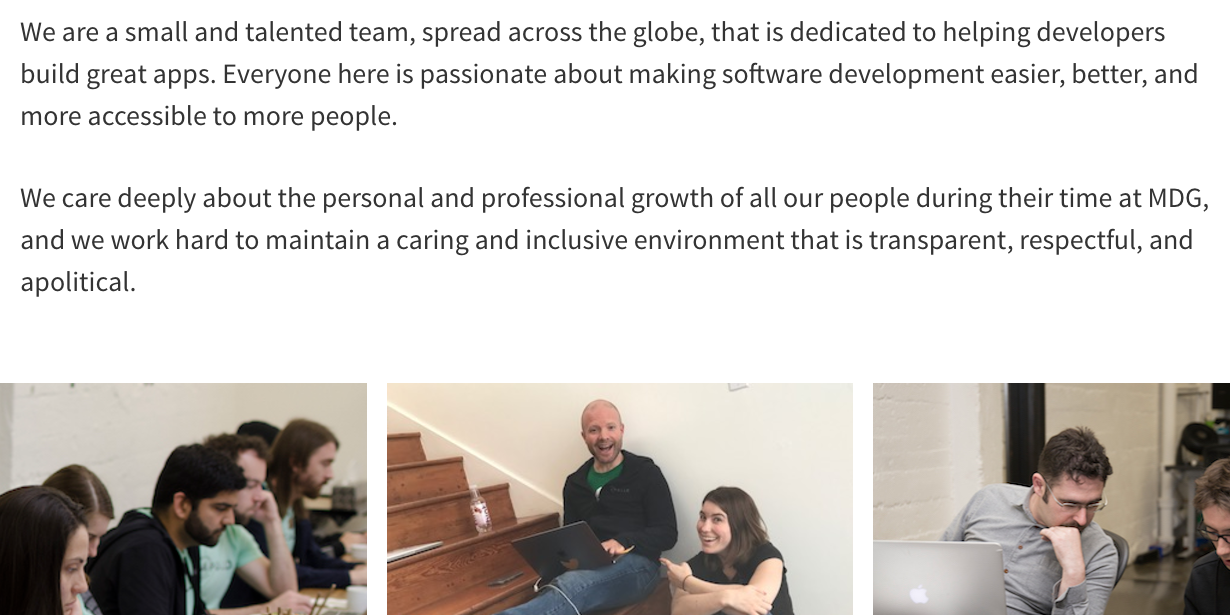 We are a small and talented team, spread across the globe, that is dedicated to helping developers
build great apps. Everyone here is passionate about making software development easier, better, and
more accessible to more people.
We care deeply about the personal and professional growth of all our people during their time at MDG,
and we work hard to maintain a caring and inclusive environment that is transparent, respectful, and
apolitical.